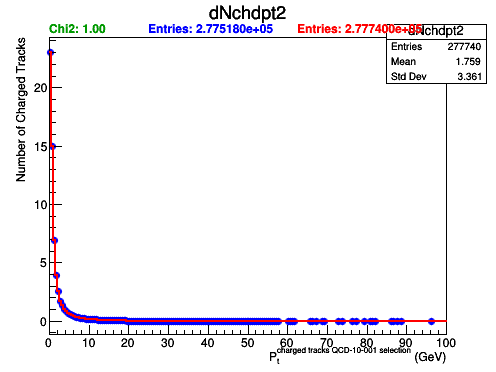 dNchdpt2
Chi2: 1.00 Entries: 2.775180e+05 Entries: 2.777400e+05
dNchdpt2
Entries 277740
Mean 1.759
Std Dev 3.361
Number of Charged Tracks
20
15
10
5
0
0 10 20 30 40 50 60 70 80 90 100
Pt charged tracks QCD-10-001 selection (GeV)